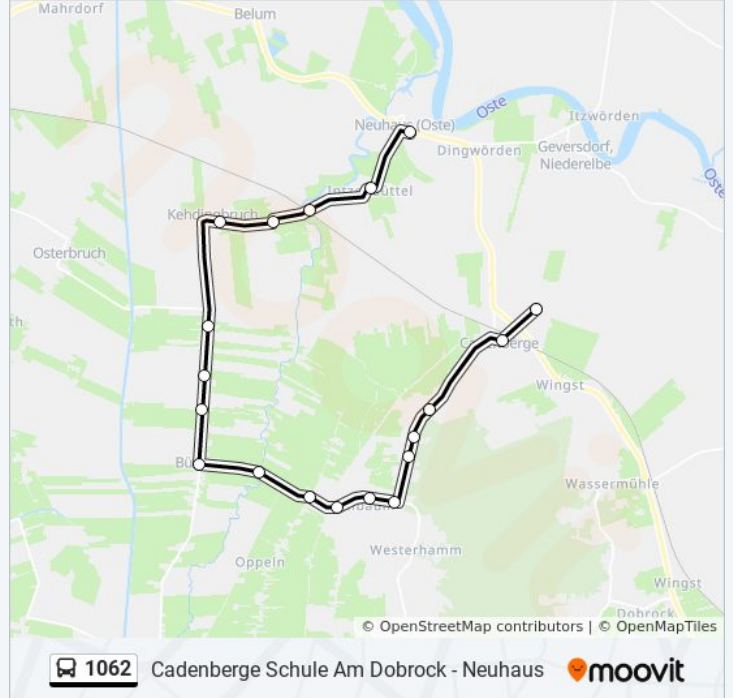 Mahrdorf
Belum
Oste
Itzwörden
Neuhaus (Oste)
Geversdorf,
Niederelbe
Dingwörden
Oste
Kehdingbruch
Osterbruch
Wingst
Wassermühle
Westerhamm
Oppeln
Wingst
Dobrock
© OpenStreetMap contributors | © OpenMapTiles
1062 Cadenberge Schule Am Dobrock - Neuhaus
moovit